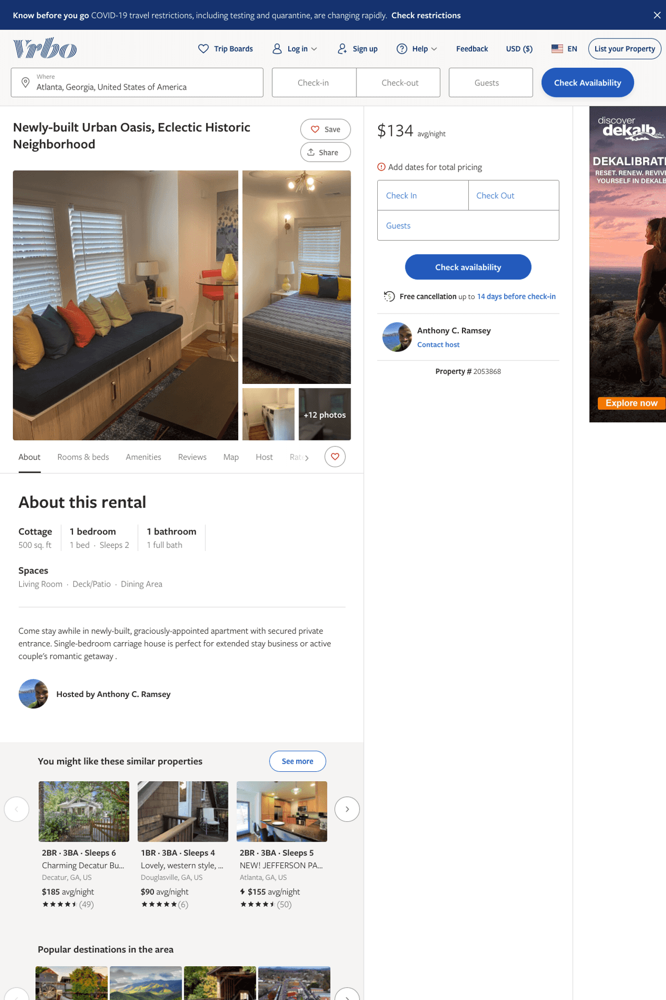 Know before you go COVID-19 travel restrictions, including testing and quarantine, are changing rapidly. Check restrictions
Vrbo
Trip Boards
Log in
Sign up
Help
Feedback
USD ($)
EN
List your Property
Where
Atlanta, Georgia, United States of America
Check-in
Check-out
Guests
Check Availability
Newly-built Urban Oasis, Eclectic Historic
Neighborhood
Save
Share
+12 photos
About
Rooms & beds
Amenities
Reviews
Map
Host
Rate
About this rental
Cottage
500 sq. ft
1 bedroom
1 bed · Sleeps 2
1 bathroom
1 full bath
Spaces
Living Room · Deck/Patio · Dining Area
Come stay awhile in newly-built, graciously-appointed apartment with secured private
entrance. Single-bedroom carriage house is perfect for extended stay business or active
couple's romantic getaway .
Hosted by Anthony C. Ramsey
You might like these similar properties
See more
2BR · 3BA · Sleeps 6
Charming Decatur Bu...
Decatur, GA, US
$185 avg/night
(49)
1BR · 3BA · Sleeps 4
Lovely, western style, ...
Douglasville, GA, US
$90 avg/night
(6)
2BR · 3BA · Sleeps 5
NEW! JEFFERSON PA...
Atlanta, GA, US
$155 avg/night
(50)
Popular destinations in the area
$134 avg/night
Add dates for total pricing
Check In
Check Out
Guests
Check availability
Free cancellation up to 14 days before check-in
Anthony C. Ramsey
Contact host
Property # 2053868
discover
dekalb
DEKALIBRAT
RESET. RENEW. REVIV
YOURSELF IN DEKALB
Explore now